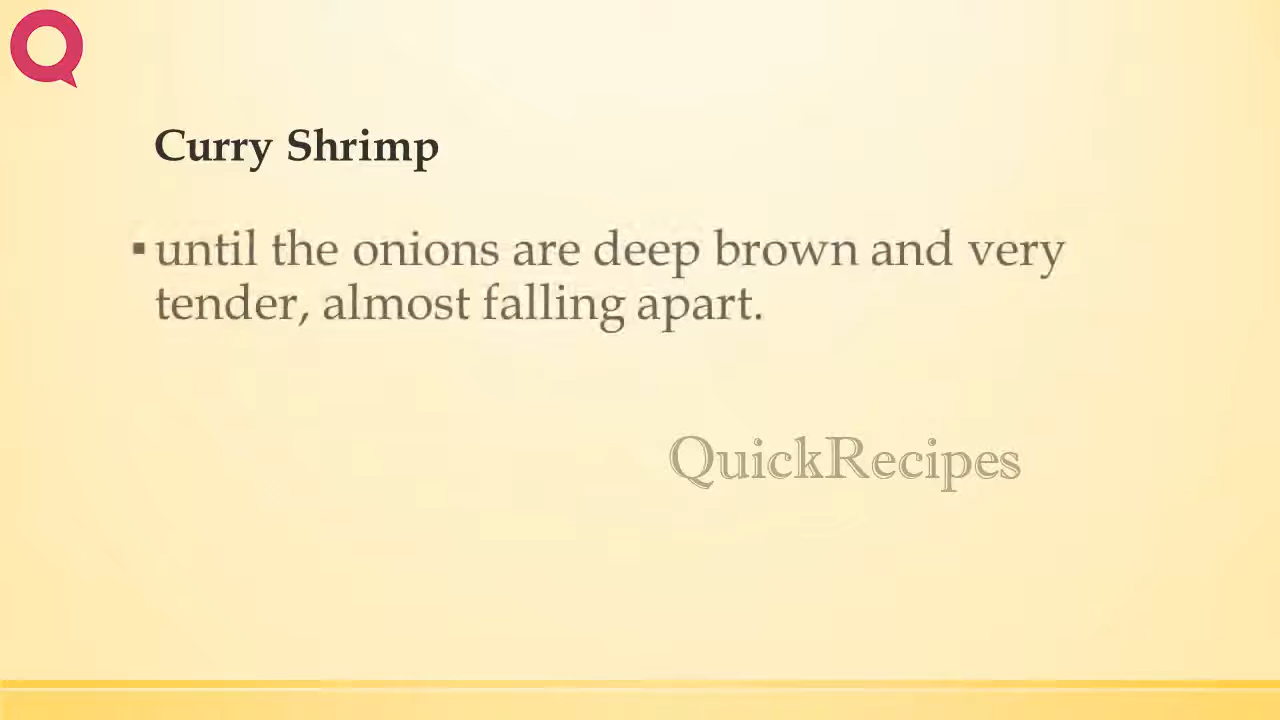 Curry Shrimp
▪ until the onions are deep brown and very
tender, almost falling apart.
QuickRecipes